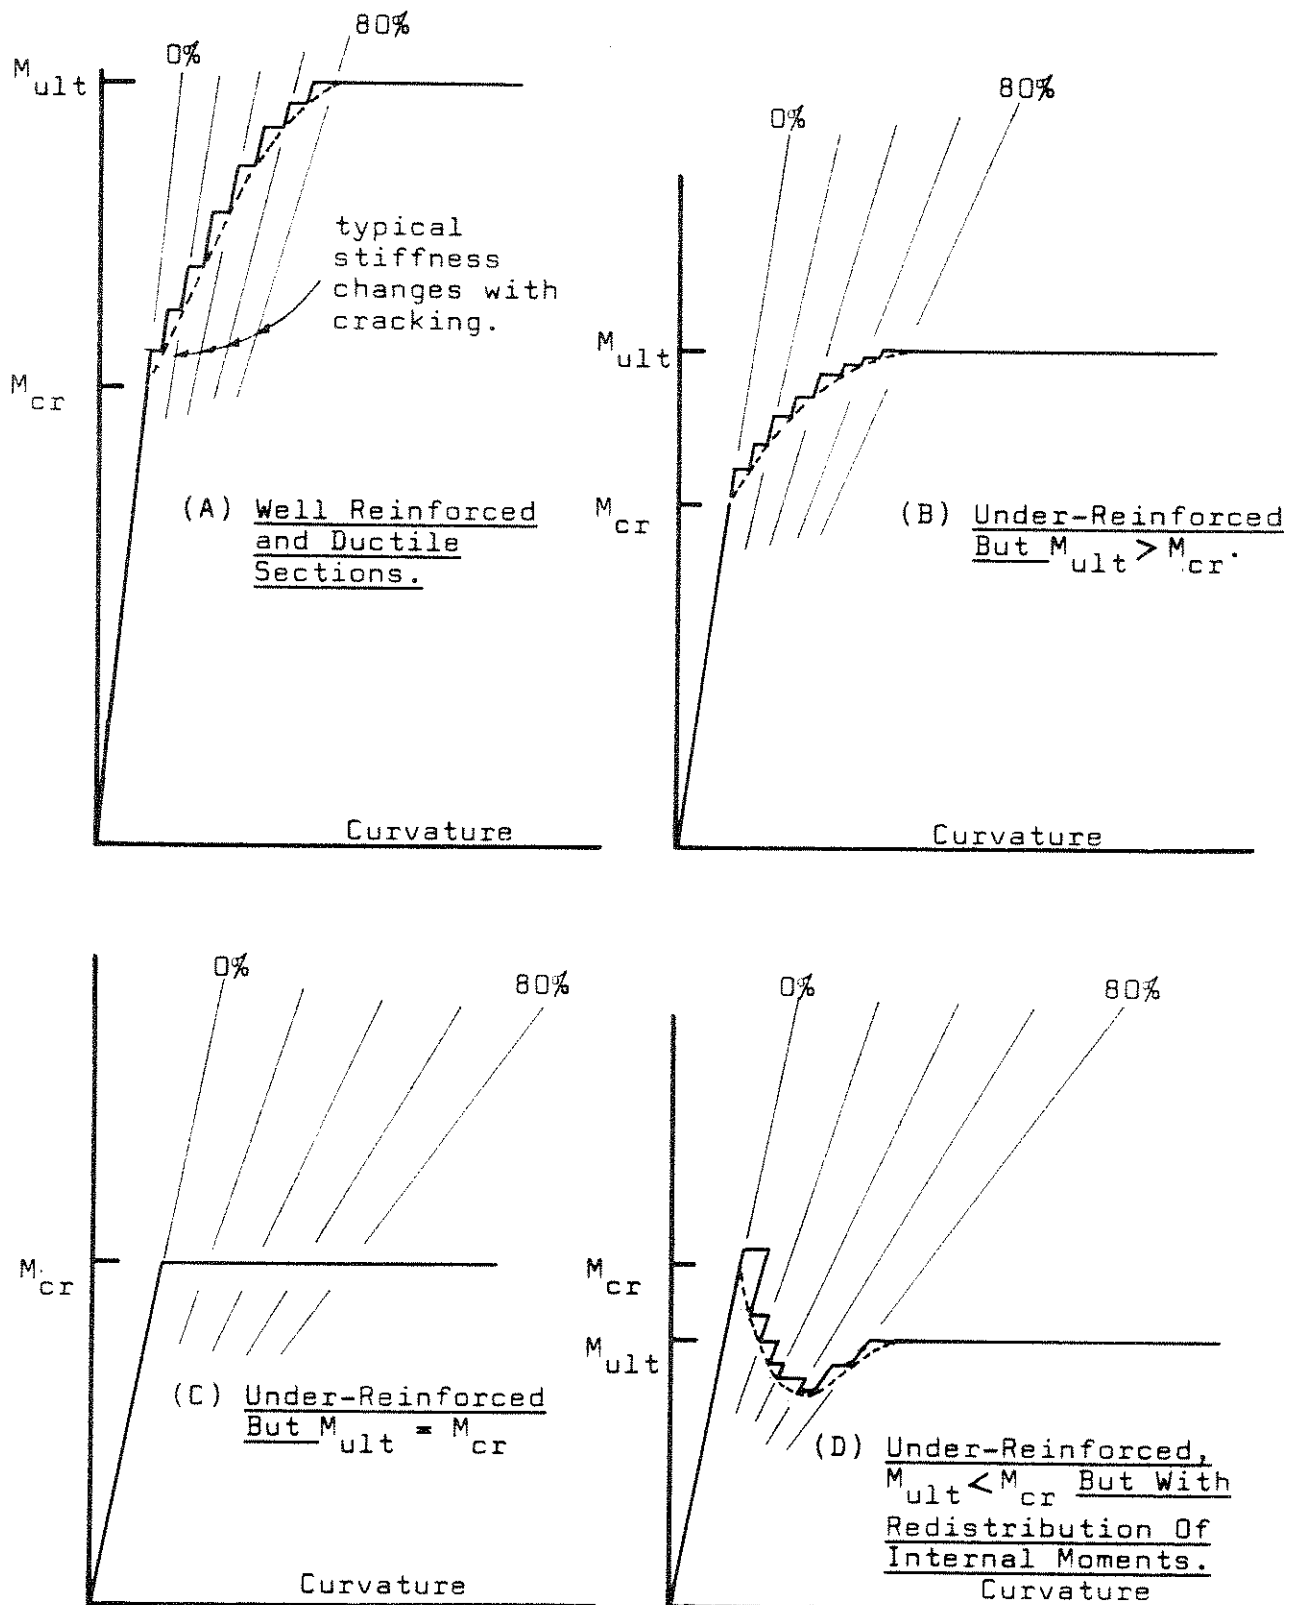 0%
80%
M ult
M cr
typical
stiffness
changes with
cracking.
(A) Well Reinforced
and Ductile
Sections.
Curvature
0%
80%
M ult
M cr
(B) Under-Reinforced
But M ult > M cr.
Curvature
0%
80%
M cr
(C) Under-Reinforced
But M ult = M cr
Curvature
0%
80%
M cr
M ult
(D) Under-Reinforced,
M ult < M cr But With
Redistribution Of
Internal Moments.
Curvature